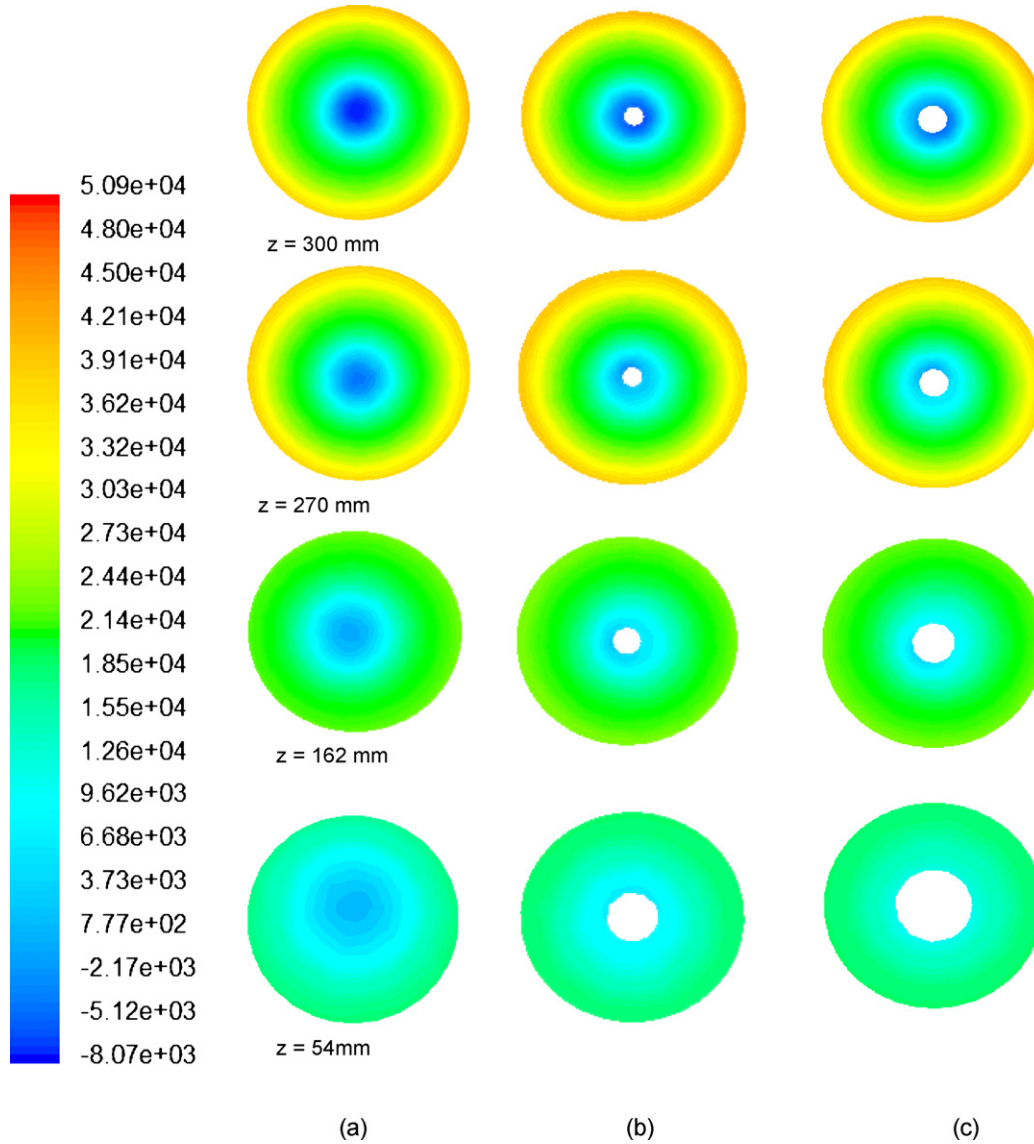 5.09e+04
4.80e+04
4.50e+04
4.21e+04
3.91e+04
3.62e+04
3.32e+04
3.03e+04
2.73e+04
2.44e+04
2.14e+04
1.85e+04
1.55e+04
1.26e+04
9.62e+03
6.68e+03
3.73e+03
7.77e+02
-2.17e+03
-5.12e+03
-8.07e+03
z = 300 mm
z = 270 mm
z = 162 mm
z = 54mm
(a) (b) (c)